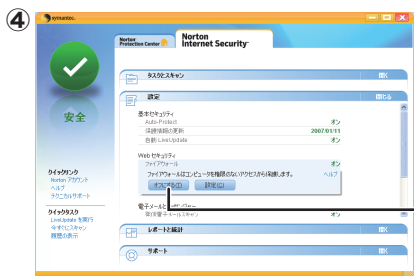 ④
symantec.
Norton Protection Center
Norton Internet Security
タスクとスキャン
開く
設定
閉じる
安全
基本セキュリティ
Auto-Protect
オン
保護情報の更新
2007/01/11
自動 LiveUpdate
オン
Web セキュリティ
ファイアウォール
オン
ファイアウォールはコンピュータを権限のないアクセスから保護します。
ヘルプ
オフにする(T)
設定(C)
電子メールとメッセンジャー
オン
レポートと統計
開く
サポート
開く
クイックリンク
Norton アカウント
ヘルプ
テクニカルサポート
クイックタスク
LiveUpdate を実行
今すぐにスキャン
履歴の表示